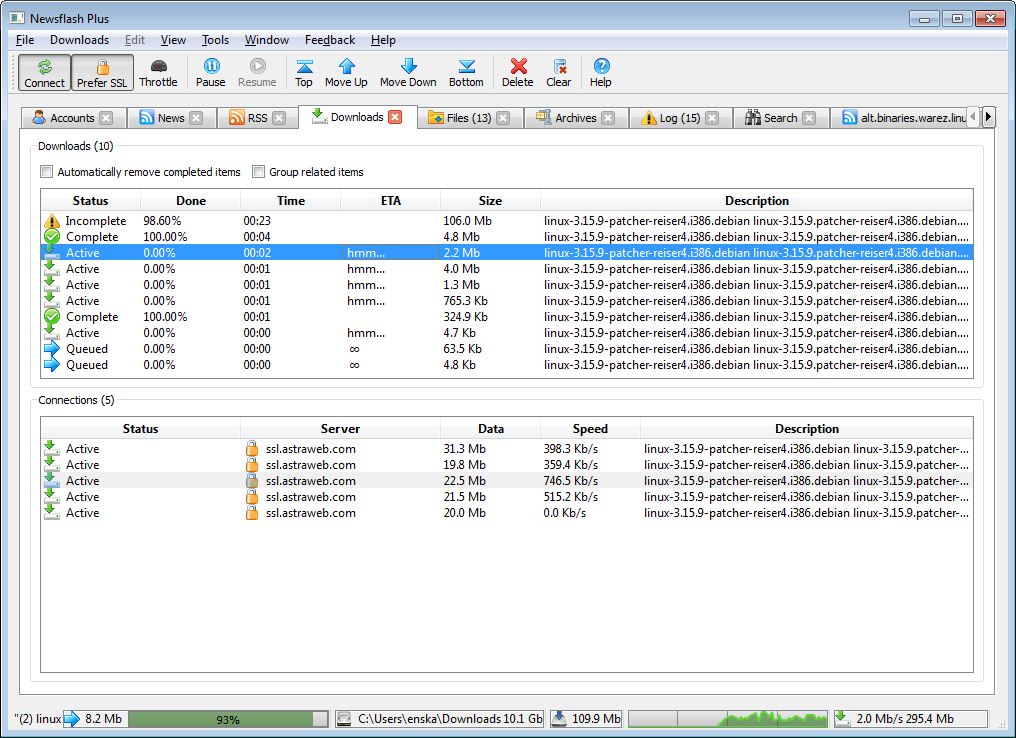 Newsflash Plus
File Downloads Edit View Tools Window Feedback Help
Connect Prefer SSL Throttle Pause Resume Top Move Up Move Down Bottom Delete Clear Help
Accounts News RSS Downloads Files (13) Archives Log (15) Search alt.binaries.warez.linu
Downloads (10)
Automatically remove completed items Group related items
Status Done Time ETA Size Description
Incomplete 98.60% 00:23 106.0 Mb linux-3.15.9-patcher-reiser4.i386.debian linux-3.15.9.patcher-reiser4.i386.debian....
Complete 100.00% 00:04 4.8 Mb linux-3.15.9-patcher-reiser4.i386.debian linux-3.15.9.patcher-reiser4.i386.debian....
Active 0.00% 00:02 hmm... 2.2 Mb linux-3.15.9-patcher-reiser4.i386.debian linux-3.15.9.patcher-reiser4.i386.debian....
Active 0.00% 00:01 hmm... 4.0 Mb linux-3.15.9-patcher-reiser4.i386.debian linux-3.15.9.patcher-reiser4.i386.debian....
Active 0.00% 00:01 hmm... 1.3 Mb linux-3.15.9-patcher-reiser4.i386.debian linux-3.15.9.patcher-reiser4.i386.debian....
Active 0.00% 00:01 hmm... 765.3 Kb linux-3.15.9-patcher-reiser4.i386.debian linux-3.15.9.patcher-reiser4.i386.debian....
Complete 100.00% 00:01 324.9 Kb linux-3.15.9-patcher-reiser4.i386.debian linux-3.15.9.patcher-reiser4.i386.debian....
Active 0.00% 00:00 hmm... 4.7 Kb linux-3.15.9-patcher-reiser4.i386.debian linux-3.15.9.patcher-reiser4.i386.debian....
Queued 0.00% 00:00 ∞ 63.5 Kb linux-3.15.9-patcher-reiser4.i386.debian linux-3.15.9.patcher-reiser4.i386.debian....
Queued 0.00% 00:00 ∞ 4.8 Kb linux-3.15.9-patcher-reiser4.i386.debian linux-3.15.9.patcher-reiser4.i386.debian....
Connections (5)
Status Server Data Speed Description
Active ssl.astraweb.com 31.3 Mb 398.3 Kb/s linux-3.15.9-patcher-reiser4.i386.debian linux-3.15.9.patcher-...
Active ssl.astraweb.com 19.8 Mb 359.4 Kb/s linux-3.15.9-patcher-reiser4.i386.debian linux-3.15.9.patcher-...
Active ssl.astraweb.com 22.5 Mb 746.5 Kb/s linux-3.15.9-patcher-reiser4.i386.debian linux-3.15.9.patcher-...
Active ssl.astraweb.com 21.5 Mb 515.2 Kb/s linux-3.15.9-patcher-reiser4.i386.debian linux-3.15.9.patcher-...
Active ssl.astraweb.com 20.0 Mb 0.0 Kb/s linux-3.15.9-patcher-reiser4.i386.debian linux-3.15.9.patcher-...
"(2) linux 8.2 Mb 93% C:\Users\enska\Downloads 10.1 Gb 109.9 Mb 2.0 Mb/s 295.4 Mb